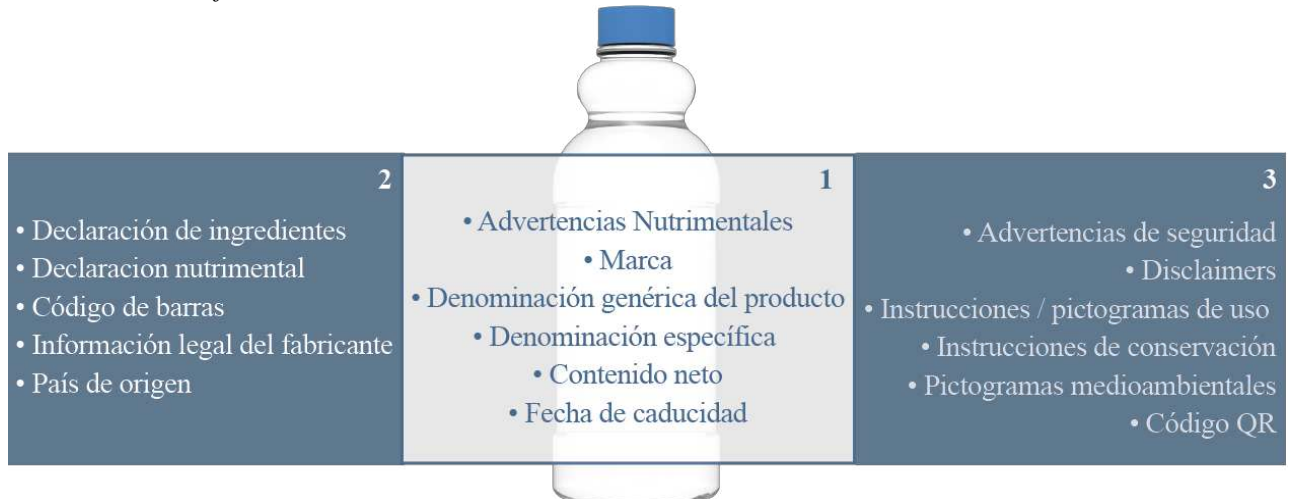 2
• Declaración de ingredientes
• Declaracion nutrimental
• Código de barras
• Información legal del fabricante
• País de origen
1
• Advertencias Nutrimentales
• Marca
• Denominación genérica del producto
• Denominación específica
• Contenido neto
• Fecha de caducidad
3
• Advertencias de seguridad
• Disclaimers
• Instrucciones / pictogramas de uso
• Instrucciones de conservación
• Pictogramas medioambientales
• Código QR